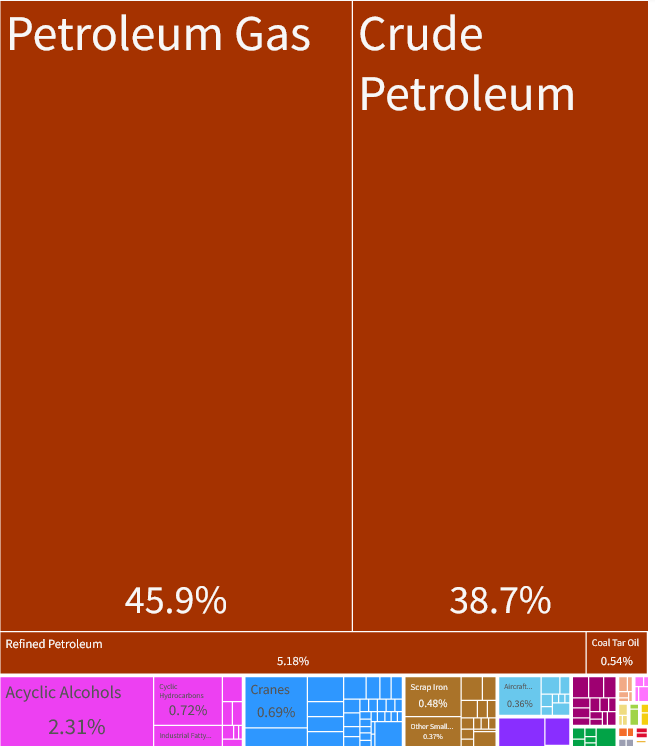 Petroleum Gas
45.9%
Crude
Petroleum
38.7%
Refined Petroleum
5.18%
Coal Tar Oil
0.54%
Acyclic Alcohols
2.31%
Cyclic
Hydrocarbons
0.72%
Industrial Fatty...
Cranes
0.69%
Scrap Iron
0.48%
Other Small...
0.37%
Aircraft...
0.36%